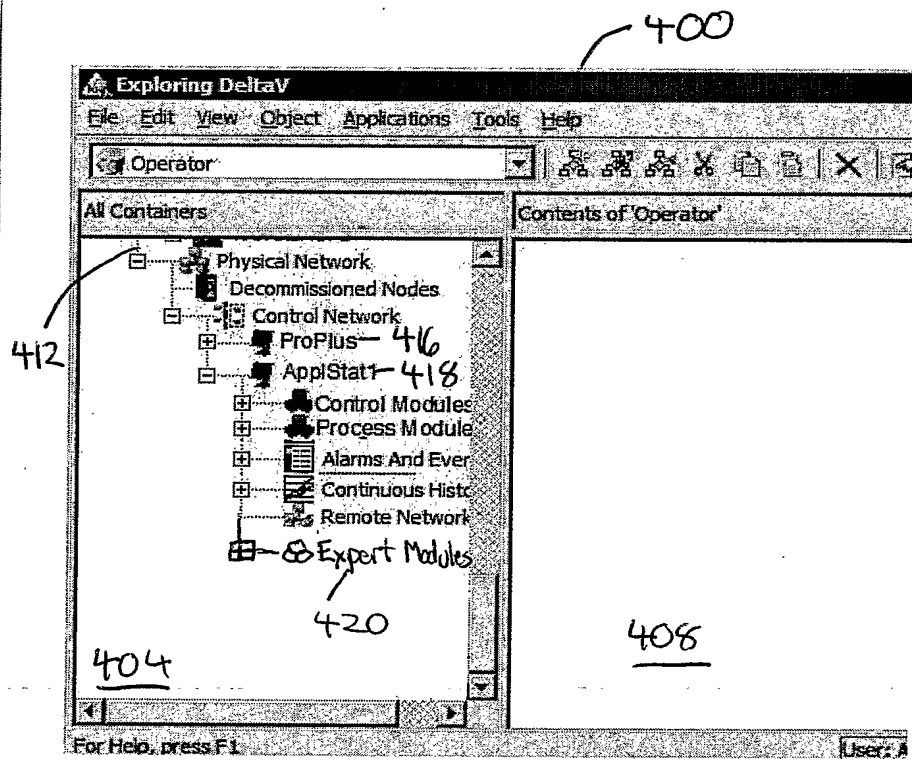 400
Exploring DeltaV
File Edit View Object Applications Tools Help
Operator
All Containers
Contents of 'Operator'
Physical Network
Decommissioned Nodes
Control Network
412
ProPlus 416
ApplStat1 418
Control Modules
Process Module
Alarms And Ever
Continuous Histo
Remote Network
Expert Modules
420
404
408
For Help, press F1
User: A